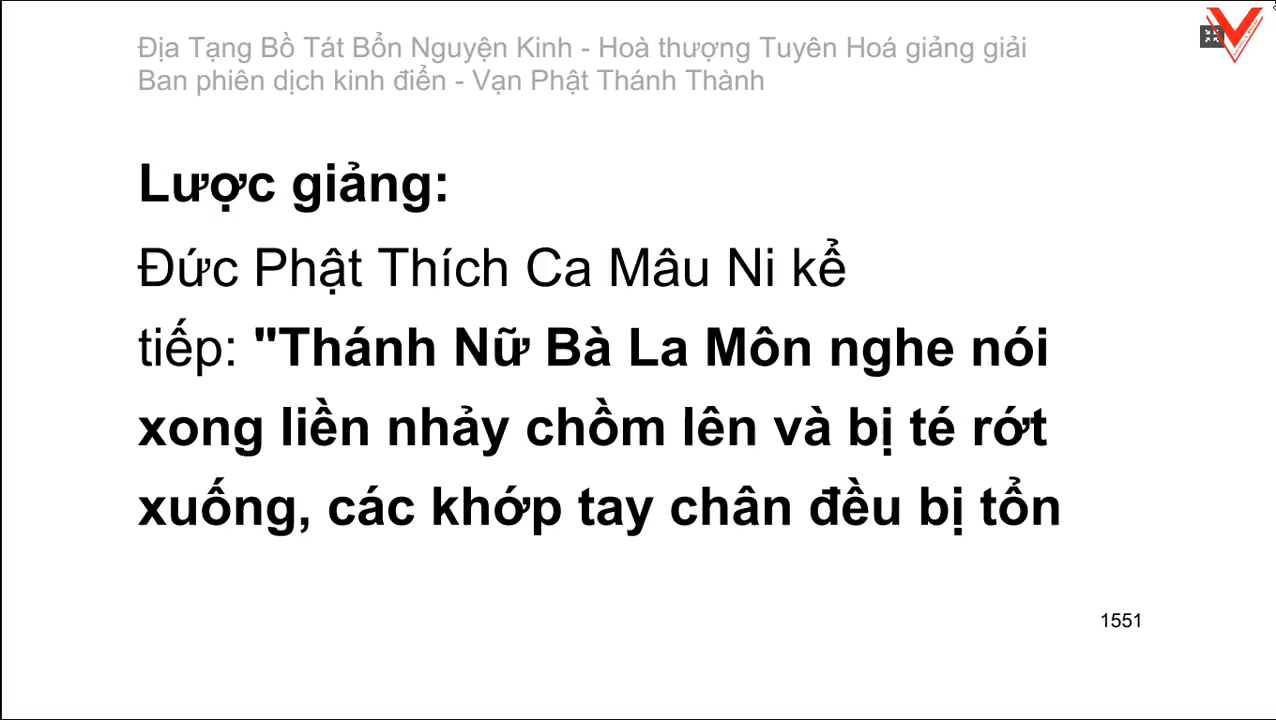 Địa Tạng Bồ Tát Bổn Nguyện Kinh - Hoà thượng Tuyên Hoá giảng giải
Ban phiên dịch kinh điển - Vạn Phật Thánh Thành
Lược giảng:
Đức Phật Thích Ca Mâu Ni kể
tiếp: "Thánh Nữ Bà La Môn nghe nói
xong liền nhảy chồm lên và bị té rớt
xuống, các khớp tay chân đều bị tổn
1551